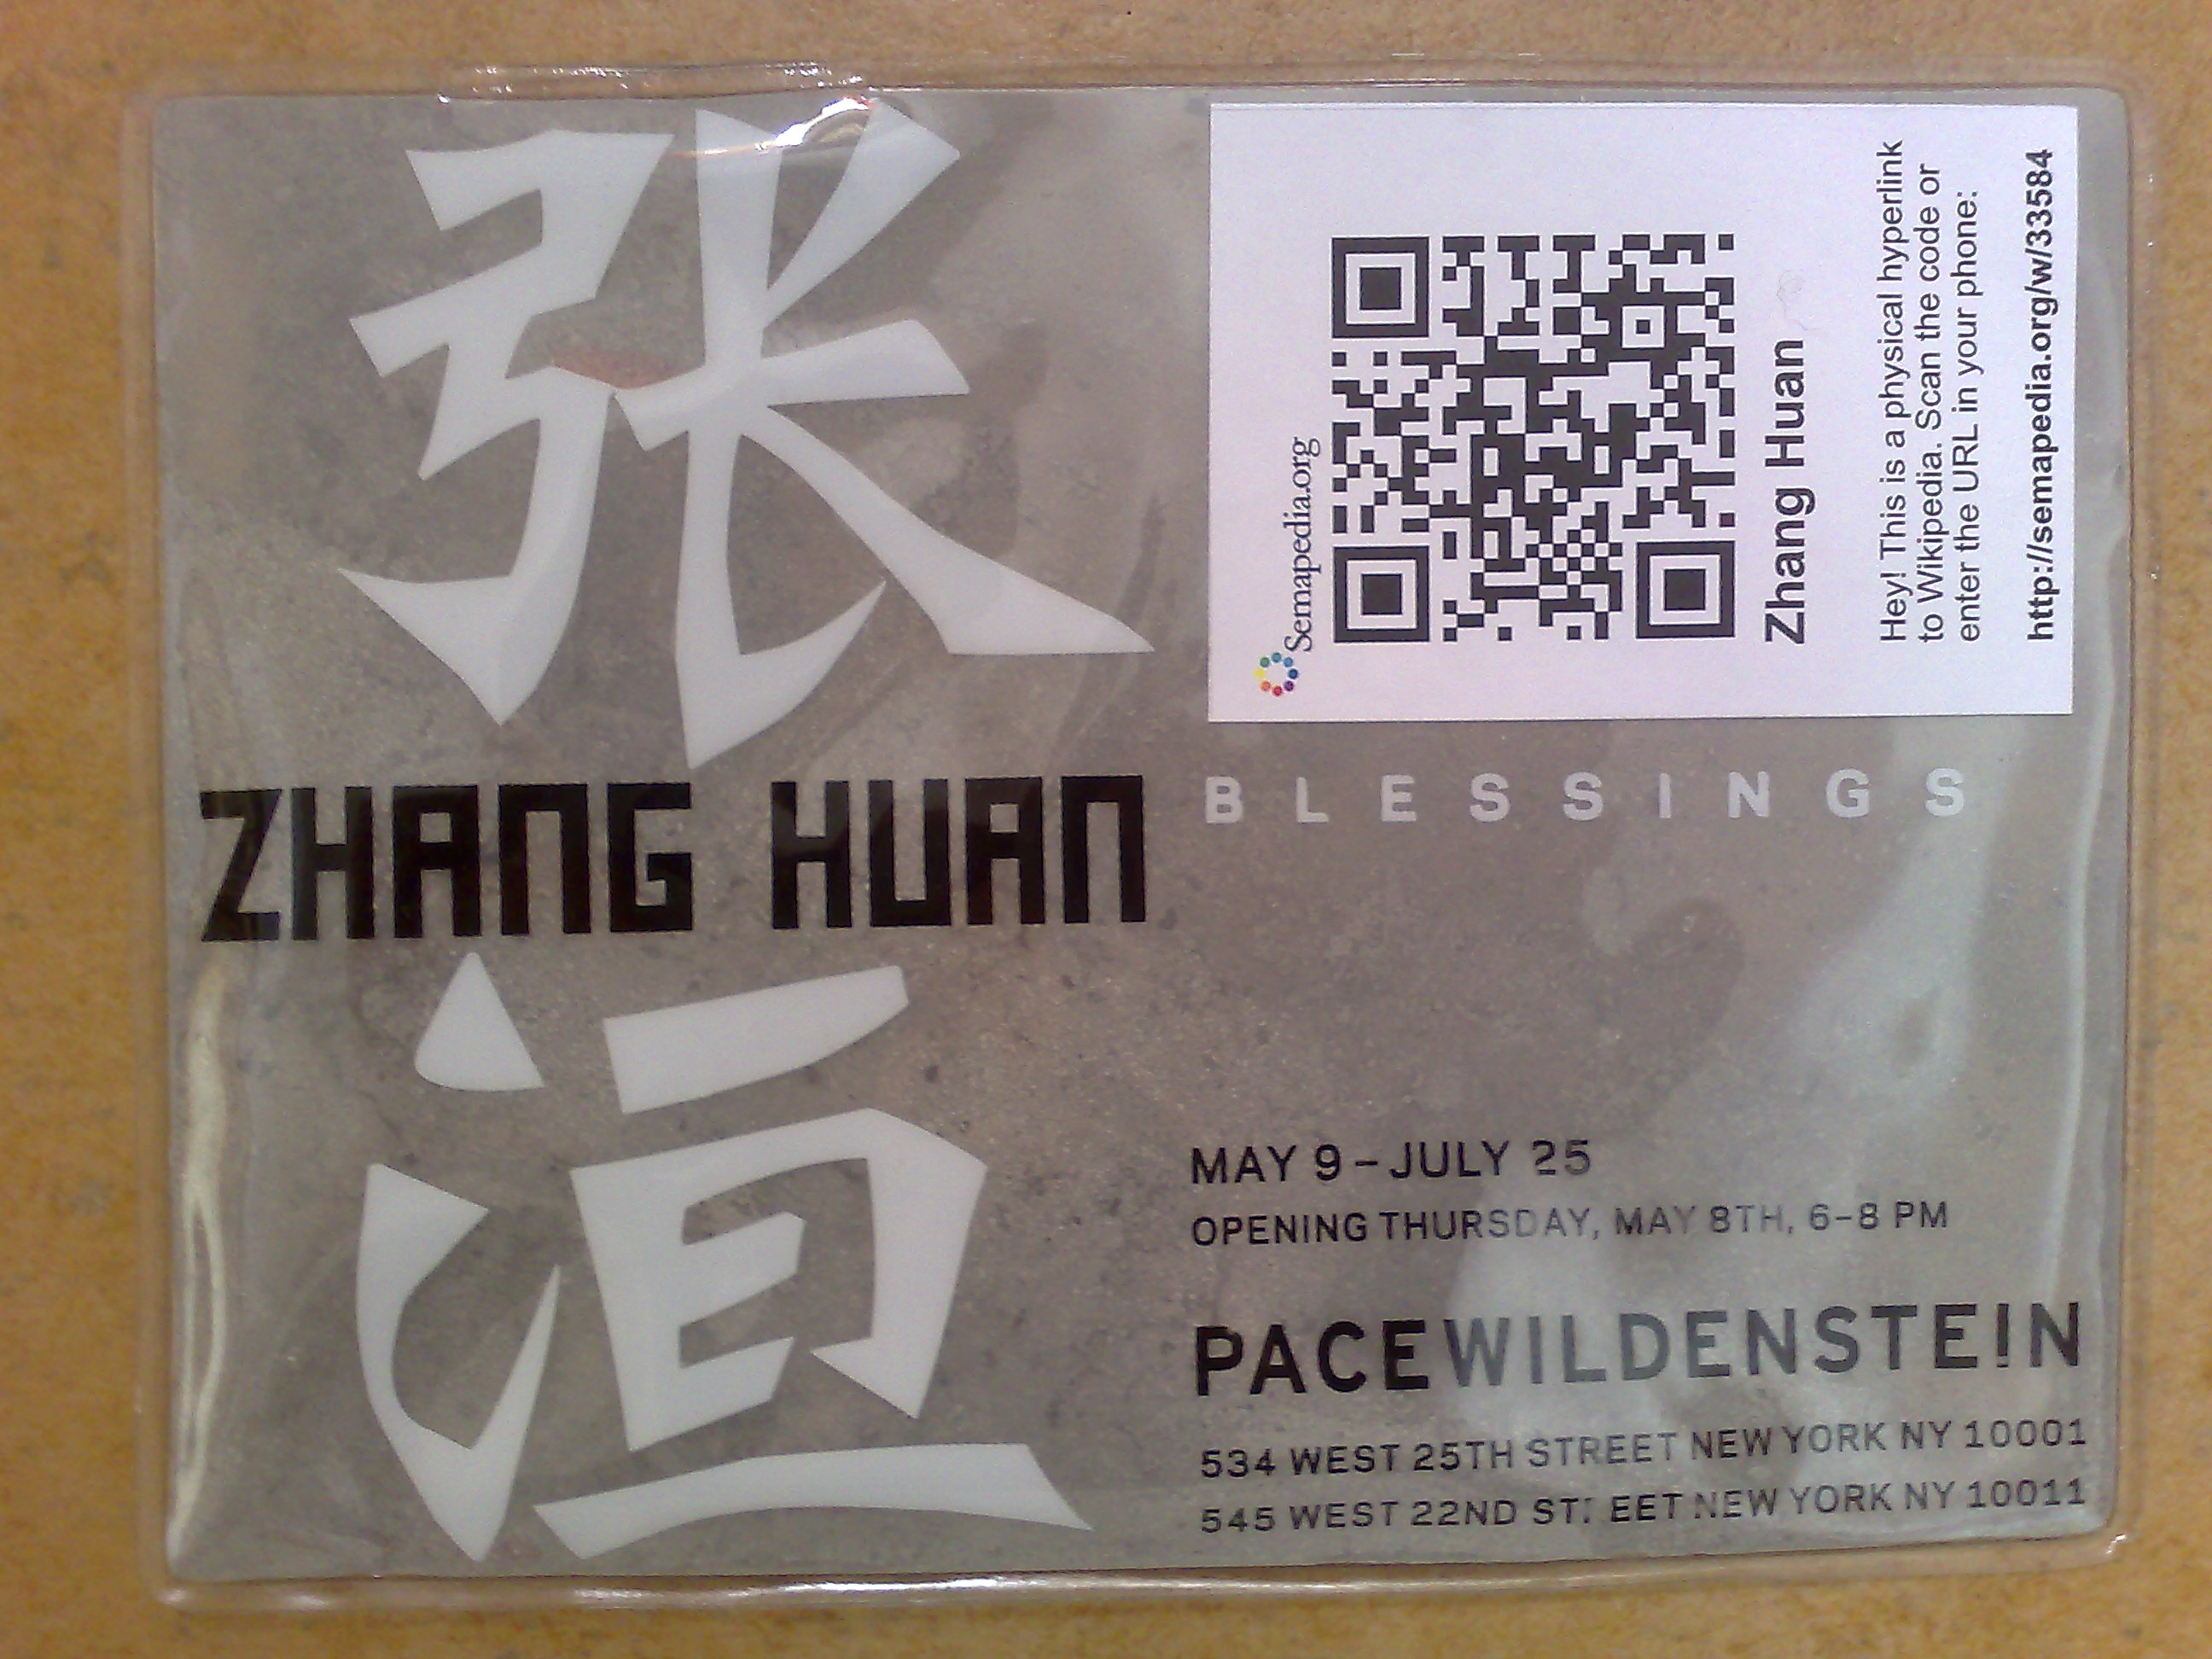 张
ZHANG HUAN
洹
BLESSINGS
MAY 9 – JULY 25
OPENING THURSDAY, MAY 8TH, 6–8 PM
PACEWILDENSTEIN
534 WEST 25TH STREET NEW YORK NY 10001
545 WEST 22ND STREET NEW YORK NY 10011
Semapedia.org
Zhang Huan
Hey! This is a physical hyperlink
to Wikipedia. Scan the code or
enter the URL in your phone:
http://semapedia.org/w/33584